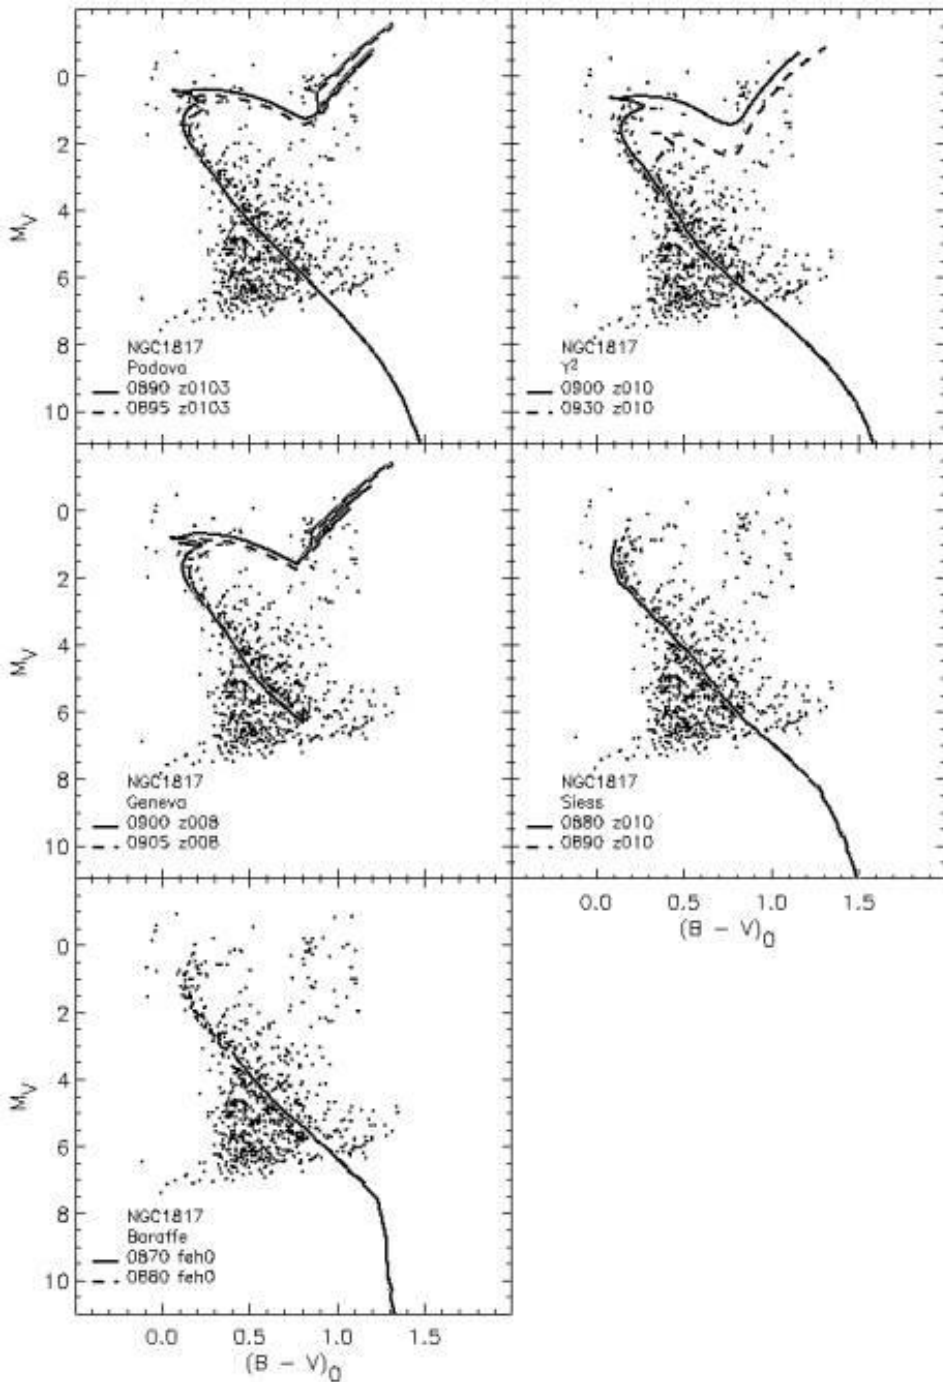 0
2
4
6
8
10
M_V
NGC1817
Padova
0890 z0103
0895 z0103
NGC1817
Y²
0900 z010
0930 z010
0
2
4
6
8
10
M_V
NGC1817
Geneva
0900 z008
0905 z008
NGC1817
Siess
0880 z010
0890 z010
0.0 0.5 1.0 1.5
(B - V)₀
0
2
4
6
8
10
M_V
NGC1817
Baraffe
0870 feh0
0880 feh0
0.0 0.5 1.0 1.5
(B - V)₀